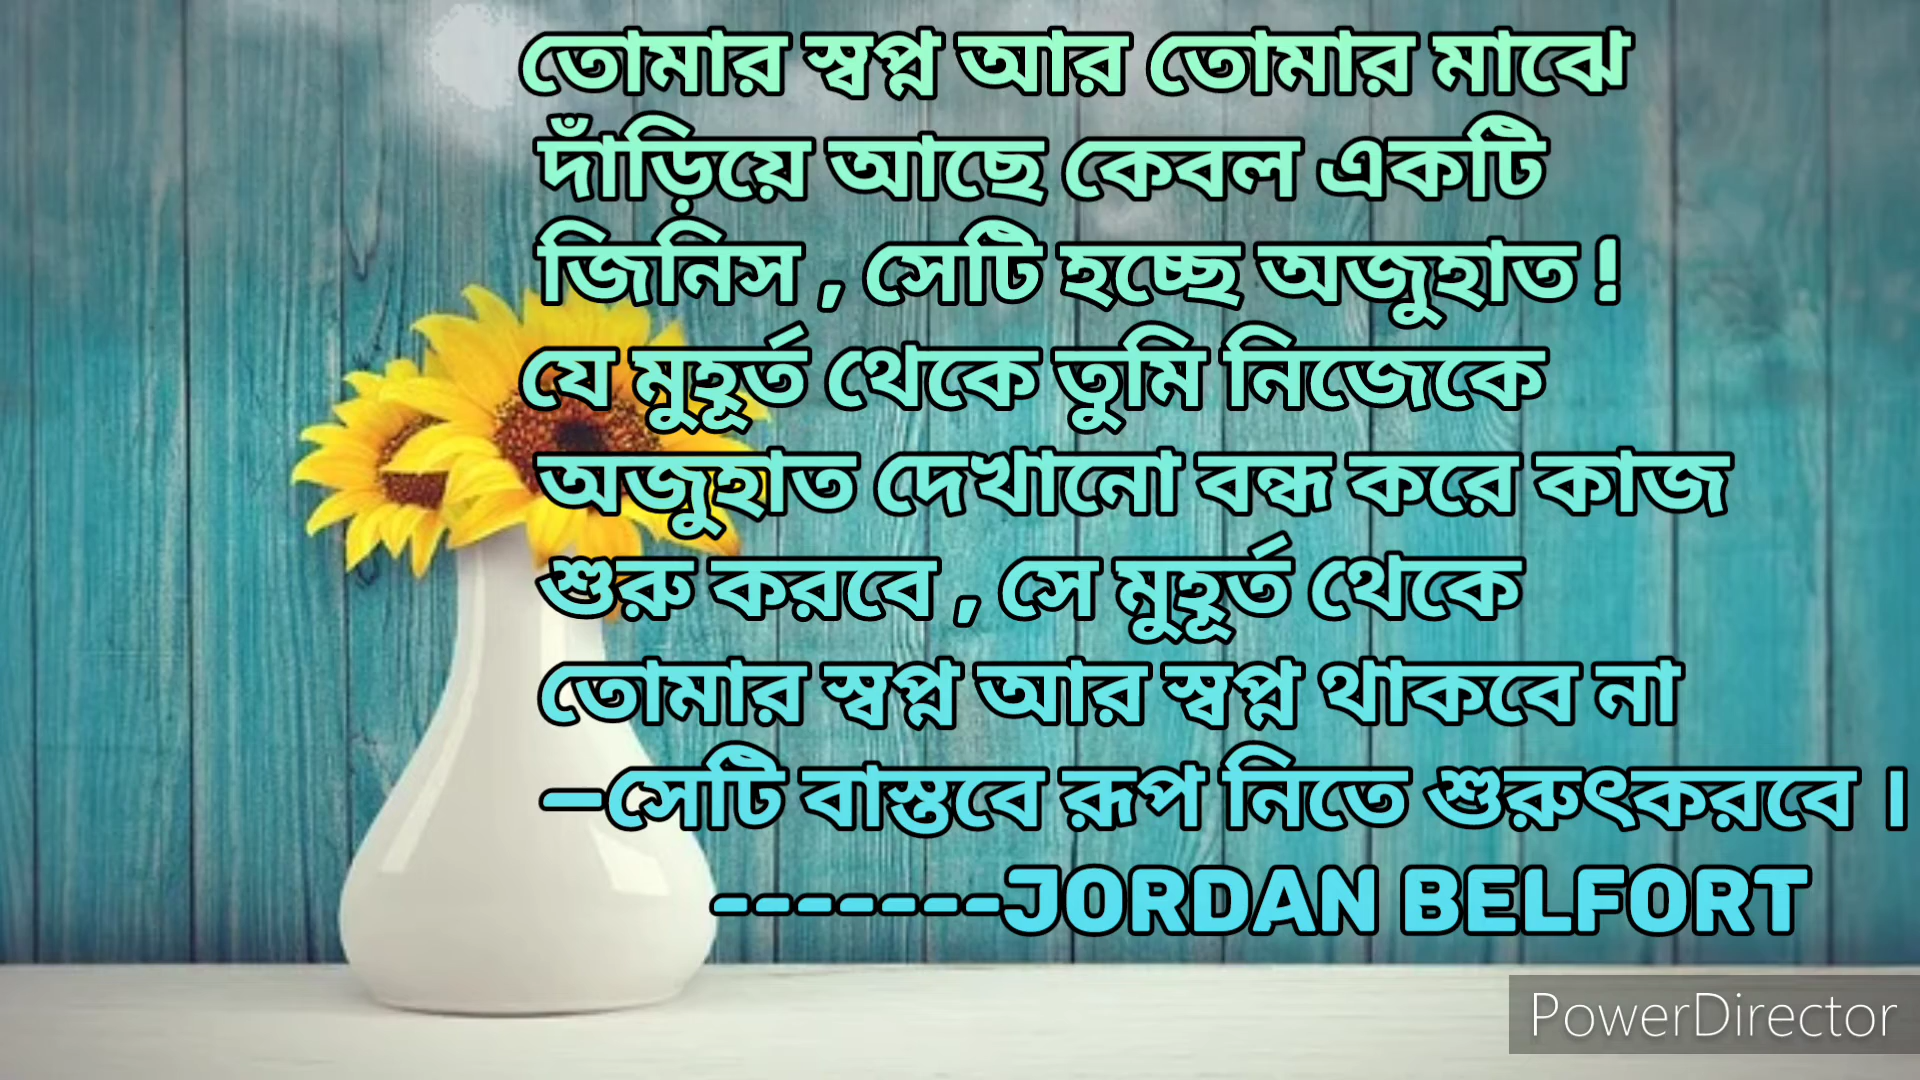 তোমার স্বপ্ন আর তোমার মাঝে
দাঁড়িয়ে আছে কেবল একটি
জিনিস , সেটি হচ্ছে অজুহাত !
যে মুহূর্ত থেকে তুমি নিজেকে
অজুহাত দেখানো বন্ধ করে কাজ
শুরু করবে , সে মুহূর্ত থেকে
তোমার স্বপ্ন আর স্বপ্ন থাকবে না
–সেটি বাস্তবে রূপ নিতে শুরুৎকরবে ।
-------JORDAN BELFORT
PowerDirector